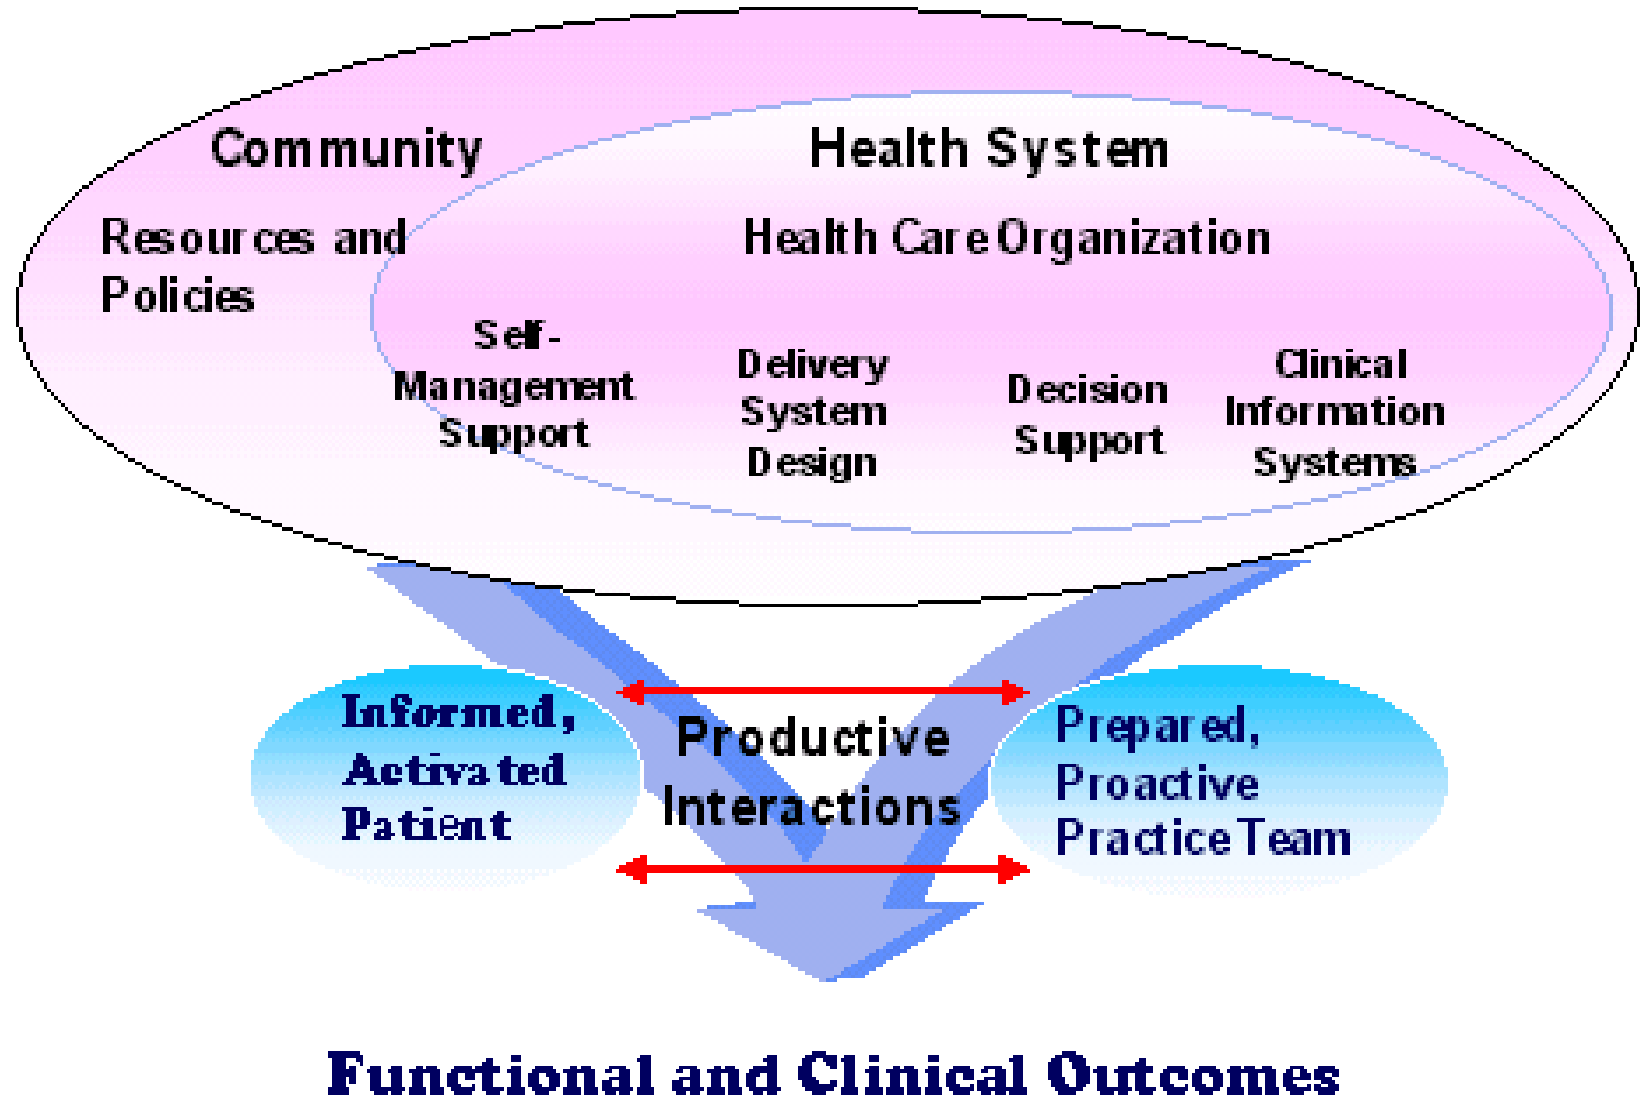 Community
Health System
Resources and
Policies
Health Care Organization
Self-
Management
Support
Delivery
System
Design
Decision
Support
Clinical
Information
Systems
Informed,
Activated
Patient
Productive
Interactions
Prepared,
Proactive
Practice Team
Functional and Clinical Outcomes